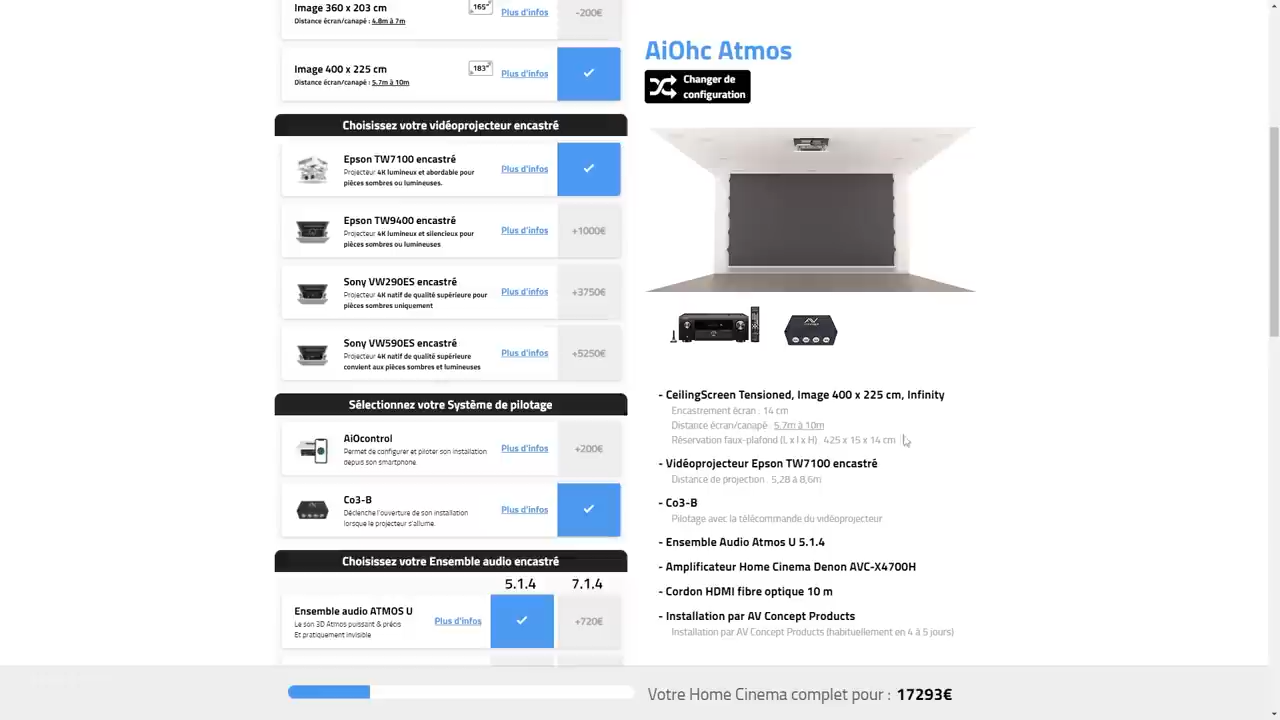 Image 360 x 203 cm
Distance écran/canapé : 4.8m à 7m
165"
Plus d'infos
-200€
Image 400 x 225 cm
Distance écran/canapé : 5.7m à 10m
183"
Plus d'infos
Choisissez votre vidéoprojecteur encastré
Epson TW7100 encastré
Projecteur 4K lumineux et abordable pour
pièces sombres ou lumineuses.
Plus d'infos
Epson TW9400 encastré
Projecteur 4K lumineux et silencieux pour
pièces sombres ou lumineuses
Plus d'infos
+1000€
Sony VW290ES encastré
Projecteur 4K natif de qualité supérieure pour
pièces sombres uniquement
Plus d'infos
+3750€
Sony VW590ES encastré
Projecteur 4K natif de qualité supérieure
convient aux pièces sombres et lumineuses
Plus d'infos
+5250€
Sélectionnez votre Système de pilotage
AiOcontrol
Permet de configurer et piloter son installation
depuis son smartphone.
Plus d'infos
+200€
Co3-B
Déclenche l'ouverture de son installation
lorsque le projecteur s'allume.
Plus d'infos
Choisissez votre Ensemble audio encastré
5.1.4 7.1.4
Ensemble audio ATMOS U
Le son 3D Atmos puissant & précis
Et pratiquement invisible
Plus d'infos
+720€
AiOhc Atmos
Changer de
configuration
- CeilingScreen Tensioned, Image 400 x 225 cm, Infinity
Encastrement écran : 14 cm
Distance écran/canapé : 5.7m à 10m
Réservation faux-plafond (L x l x H) : 425 x 15 x 14 cm
- Vidéoprojecteur Epson TW7100 encastré
Distance de projection : 5,28 à 8,6m
- Co3-B
Pilotage avec la télécommande du vidéoprojecteur
- Ensemble Audio Atmos U 5.1.4
- Amplificateur Home Cinema Denon AVC-X4700H
- Cordon HDMI fibre optique 10 m
- Installation par AV Concept Products
Installation par AV Concept Products (habituellement en 4 à 5 jours)
Votre Home Cinema complet pour : 17293€